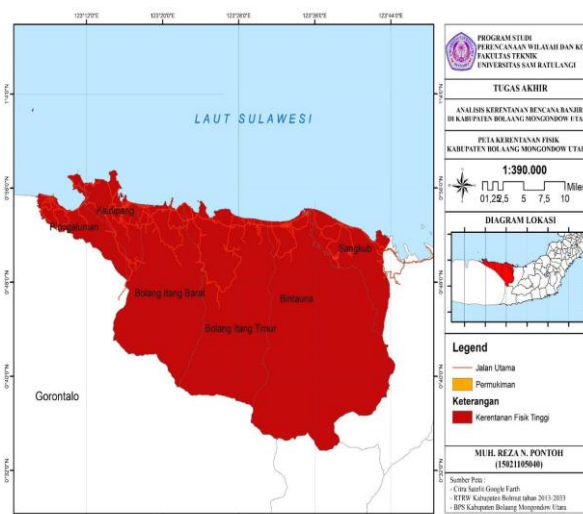 123°12'0"E 123°20'0"E 123°28'0"E 123°36'0"E 123°44'0"E
LAUT SULAWESI
Kaidipang
Pinogaluman
Sangkub
Bolang Itang Barat
Bintauna
Bolang Itang Timur
Gorontalo
PROGRAM STUDI
PERENCANAAN WILAYAH DAN KO
FAKULTAS TEKNIK
UNIVERSITAS SAM RATULANGI
TUGAS AKHIR
ANALISIS KERENTANAN BENCANA BANJIR
DI KABUPATEN BOLAANG MONGONDOW UTA
PETA KERENTANAN FISIK
KABUPATEN BOLAANG MONGONDOW UTA
1:390.000
Miles
01,252,5 5 7,5 10
DIAGRAM LOKASI
Legend
Jalan Utama
Permukiman
Keterangan
Kerentanan Fisik Tinggi
MUH. REZA N. PONTOH
(15021105040)
Sumber Peta :
- Citra Satelit Google Earth
- RTRW Kabupaten Bolmut tahun 2013-2033
- BPS Kabupaten Bolaang Mongondow Utara